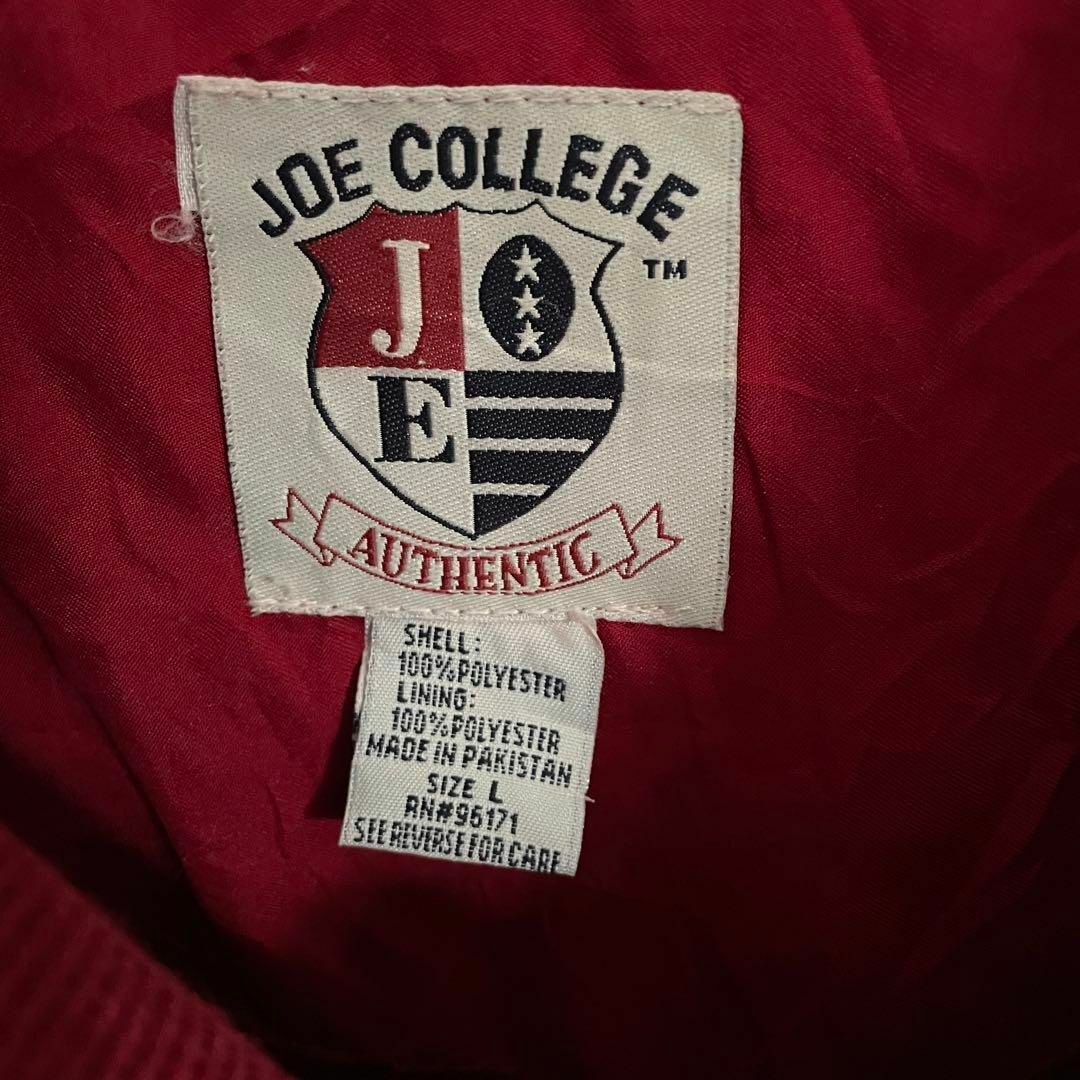 JOE COLLEGE
TM
J
E
AUTHENTIC
SHELL:
100%POLYESTER
LINING:
100%POLYESTER
MADE IN PAKISTAN
SIZE L
RN#96171
SEE REVERSE FOR CARE